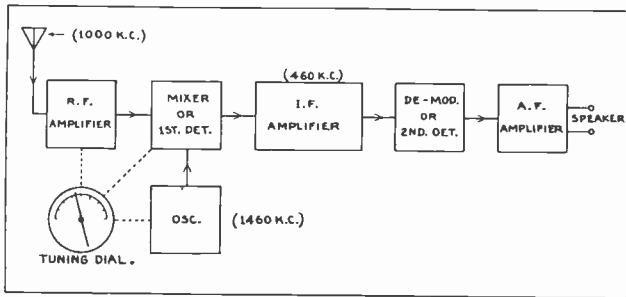 (1000 K.C.)
R.F.
AMPLIFIER
MIXER
OR
1ST. DET.
(460 K.C.)
I.F.
AMPLIFIER
DE-MOD.
OR
2ND. DET.
A.F.
AMPLIFIER
SPEAKER
OSC.
(1460 K.C.)
TUNING DIAL.